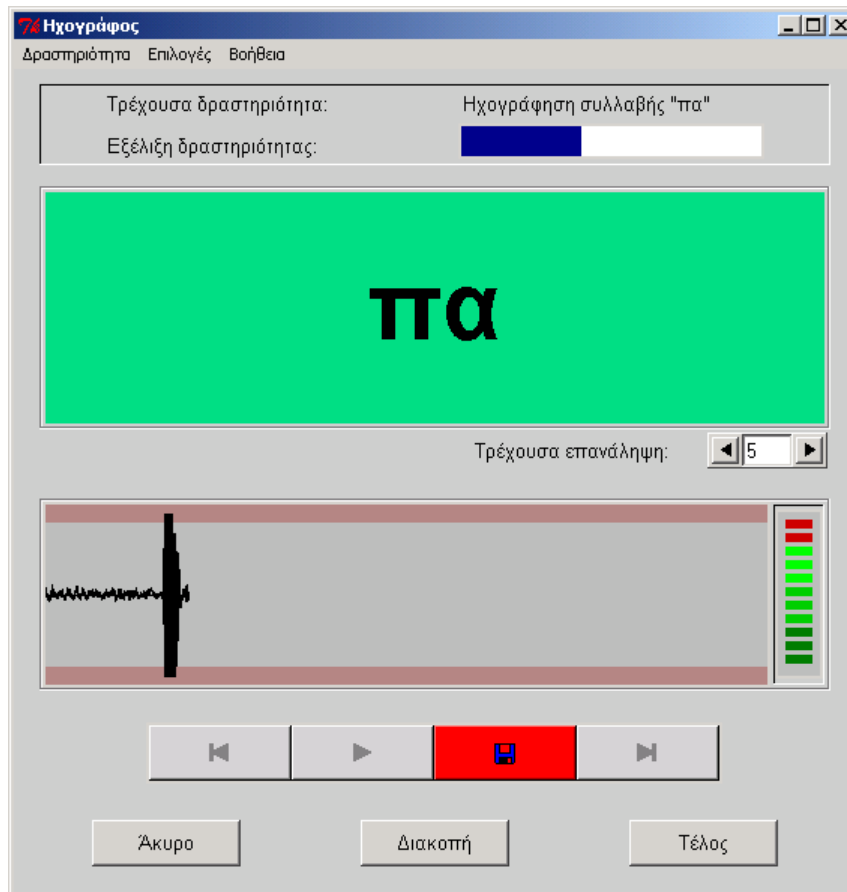 Ηχογράφος
Δραστηριότητα Επιλογές Βοήθεια
Τρέχουσα δραστηριότητα: Ηχογράφηση συλλαβής "πα"
Εξέλιξη δραστηριότητας:
πα
Τρέχουσα επανάληψη: 5
Άκυρο Διακοπή Τέλος